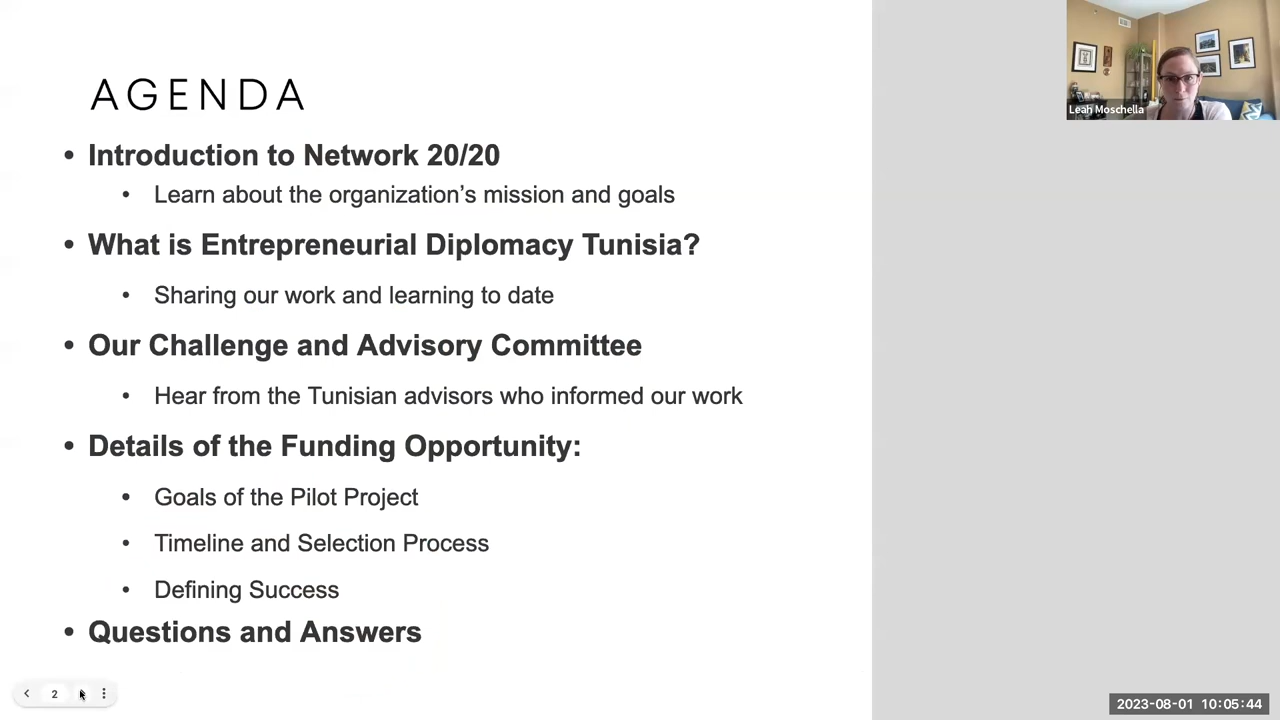 AGENDA
• Introduction to Network 20/20
• Learn about the organization’s mission and goals
• What is Entrepreneurial Diplomacy Tunisia?
• Sharing our work and learning to date
• Our Challenge and Advisory Committee
• Hear from the Tunisian advisors who informed our work
• Details of the Funding Opportunity:
• Goals of the Pilot Project
• Timeline and Selection Process
• Defining Success
• Questions and Answers
2
Leah Moschella
2023-08-01 10:05:44